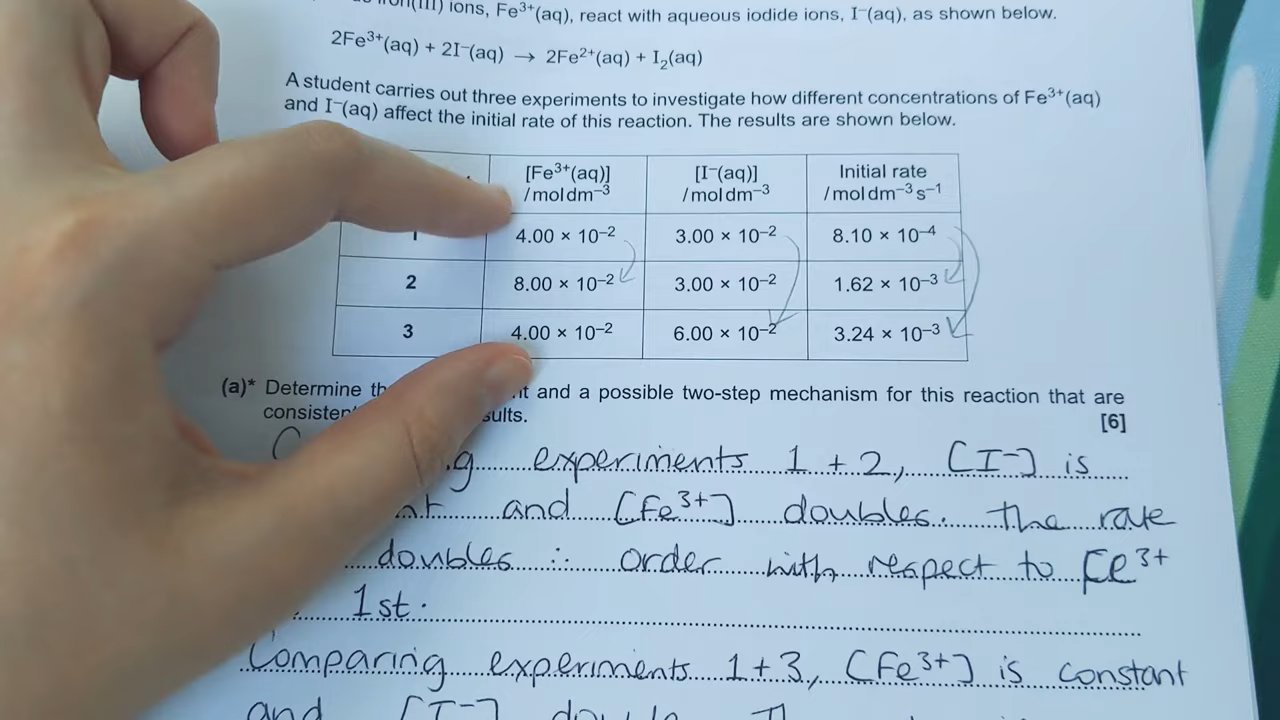 (III) ions, Fe³⁺(aq), react with aqueous iodide ions, I⁻(aq), as shown below.
2Fe³⁺(aq) + 2I⁻(aq) → 2Fe²⁺(aq) + I₂(aq)
A student carries out three experiments to investigate how different concentrations of Fe³⁺(aq)
and I⁻(aq) affect the initial rate of this reaction. The results are shown below.
[Fe³⁺(aq)] /mol dm⁻³ [I⁻(aq)] /mol dm⁻³ Initial rate /mol dm⁻³ s⁻¹
1 4.00 × 10⁻² 3.00 × 10⁻² 8.10 × 10⁻⁴
2 8.00 × 10⁻² 3.00 × 10⁻² 1.62 × 10⁻³
3 4.00 × 10⁻² 6.00 × 10⁻² 3.24 × 10⁻³
(a)* Determine and a possible two-step mechanism for this reaction that are
[6]
experiments 1 + 2, [I⁻] is
and [Fe³⁺] doubles. The rate
doubles ∴ order with respect to Fe³⁺
1st.
Comparing experiments 1+3, [Fe³⁺] is constant
and [I⁻]